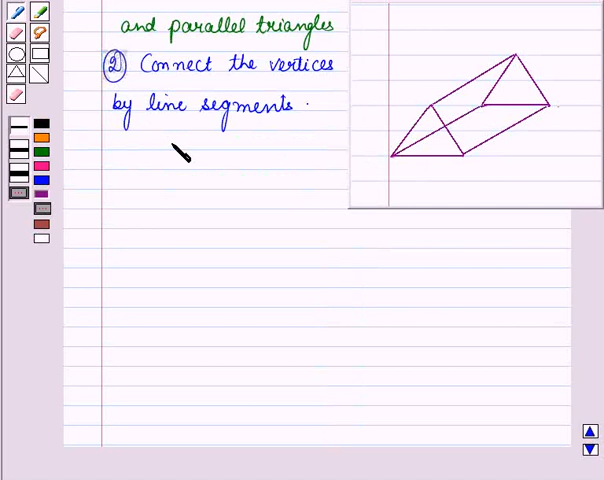 and parallel triangles
② Connect the vertices
by line segments .